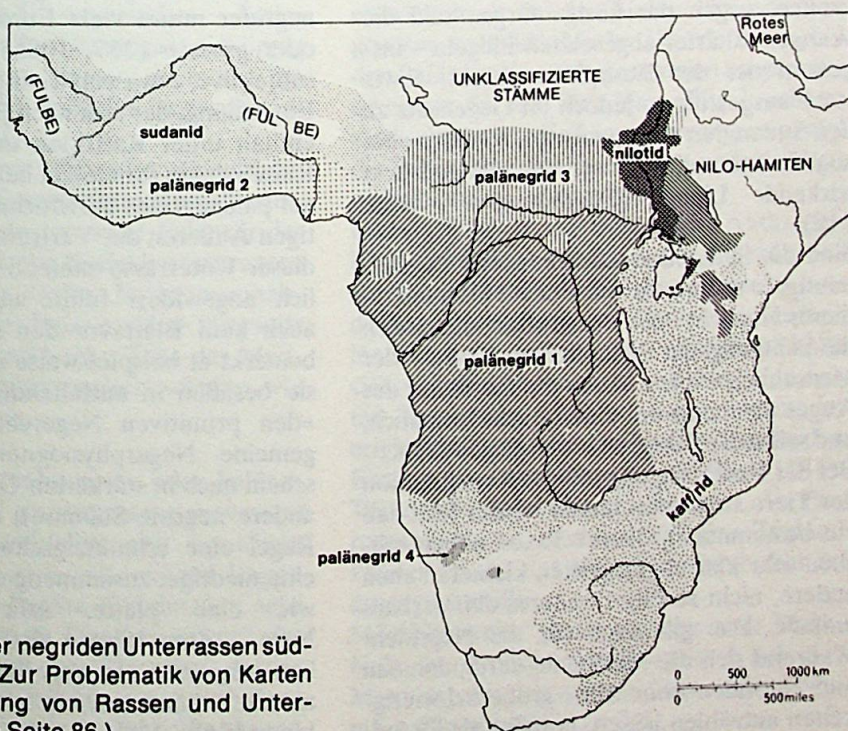 Rotes
Meer
UNKLASSIFIZIERTE
STÄMME
(FULBE)
(FUL BE)
sudanid
nilotid
palänegrid 2
palänegrid 3
NILO-HAMITEN
palänegrid 1
kaffrid
palänegrid 4
er negriden Unterrassen süd-
Zur Problematik von Karten
ng von Rassen und Unter-
Seite 86.)
0 500 1000 km
0 500 miles